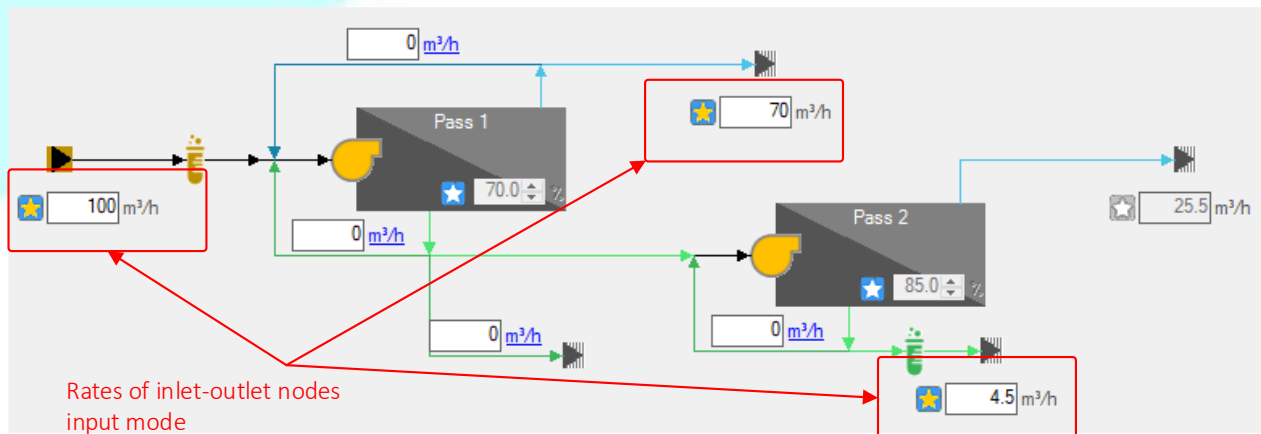 0 m³/h
70 m³/h
Pass 1
70.0 %
100 m³/h
0 m³/h
Pass 2
25.5 m³/h
85.0 %
0 m³/h
0 m³/h
4.5 m³/h
Rates of inlet-outlet nodes
input mode